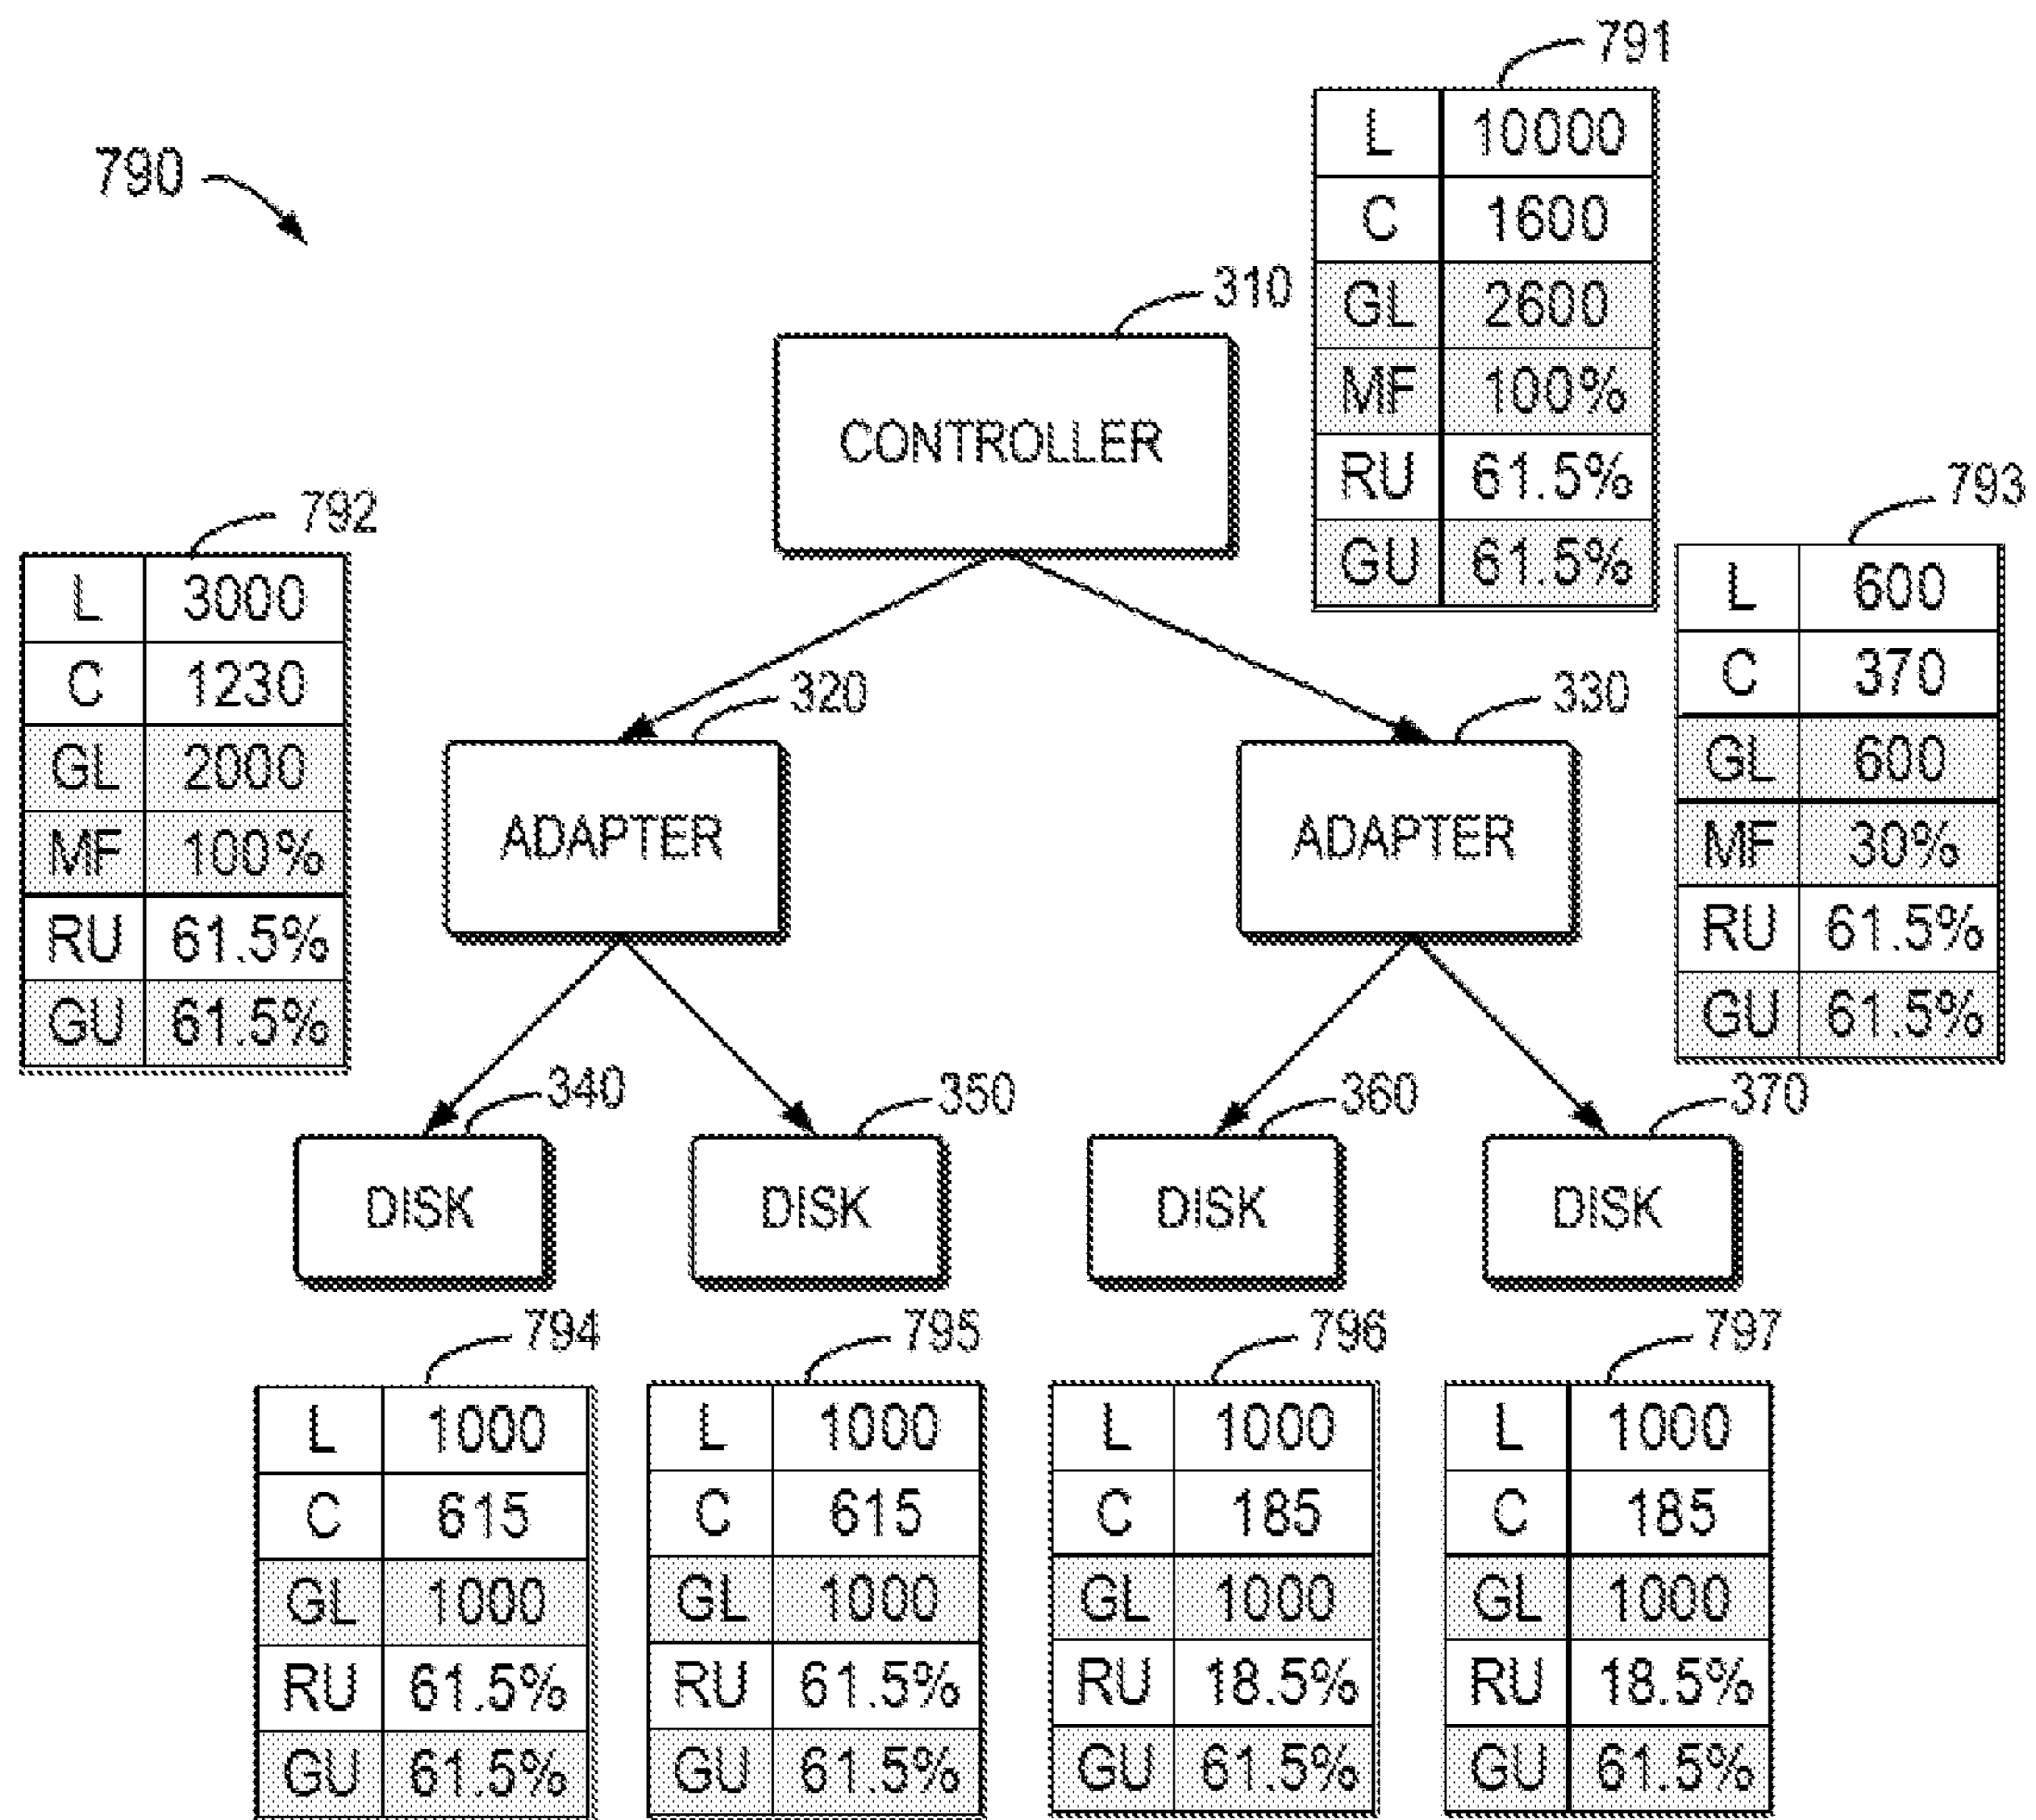 791
L 10000
C 1600
GL 2600
MF 100%
RU 61.5%
GU 61.5%
790
310
CONTROLLER
792
L 3000
C 1230
GL 2000
MF 100%
RU 61.5%
GU 61.5%
793
L 600
C 370
GL 600
MF 30%
RU 61.5%
GU 61.5%
320
ADAPTER
330
ADAPTER
340
DISK
350
DISK
360
DISK
370
DISK
794
L 1000
C 615
GL 1000
RU 61.5%
GU 61.5%
795
L 1000
C 615
GL 1000
RU 61.5%
GU 61.5%
796
L 1000
C 185
GL 1000
RU 18.5%
GU 61.5%
797
L 1000
C 185
GL 1000
RU 18.5%
GU 61.5%